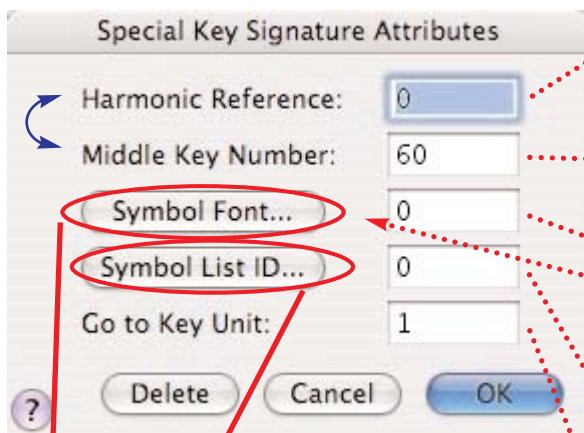 Special Key Signature Attributes
Harmonic Reference: 0
Middle Key Number: 60
Symbol Font... 0
Symbol List ID... 0
Go to Key Unit: 1
? Delete Cancel OK